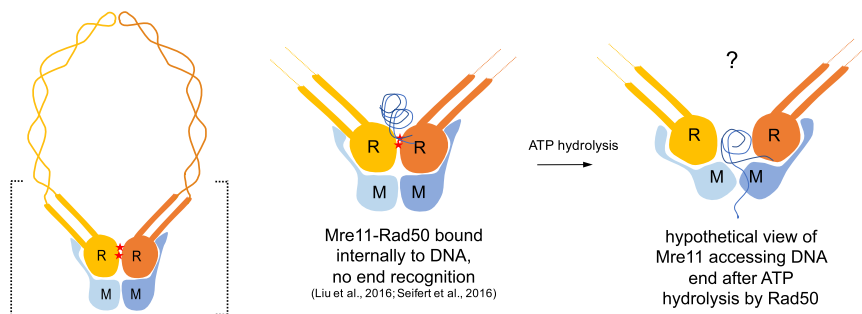 R R
M M
R R
M M
Mre11-Rad50 bound
internally to DNA,
no end recognition
(Liu et al., 2016; Seifert et al., 2016)
ATP hydrolysis
?
R R
M M
hypothetical view of
Mre11 accessing DNA
end after ATP
hydrolysis by Rad50